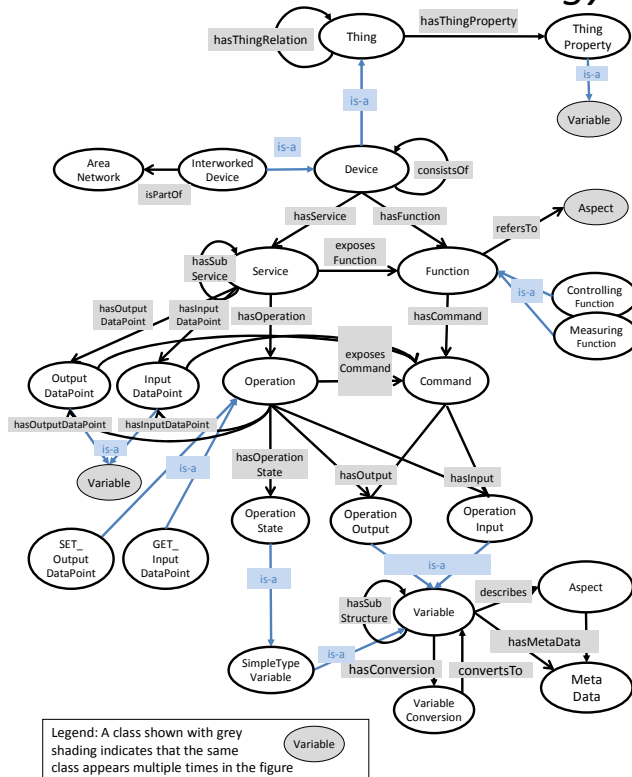 gy
hasThingProperty
hasThingRelation
Thing
Thing
Property
is-a
is-a
Variable
is-a
Area
Network
Interworked
Device
Device
consistsOf
isPartOf
Aspect
hasService
hasFunction
refersTo
exposes
Function
hasSub
Service
Service
Function
is-a
Controlling
Function
hasOutput
DataPoint
hasInput
DataPoint
hasOperation
hasCommand
Measuring
Function
exposes
Command
Output
DataPoint
Input
DataPoint
Operation
Command
hasOutputDataPoint
hasInputDataPoint
is-a
is-a
hasOperation
State
Variable
hasOutput
hasInput
Operation
State
Operation
Output
Operation
Input
SET_
Output
DataPoint
GET_
Input
DataPoint
is-a
is-a
describes
Aspect
hasSub
Structure
Variable
hasMetaData
is-a
SimpleType
Variable
hasConversion
convertsTo
Meta
Data
Variable
Conversion
Legend: A class shown with grey
shading indicates that the same
class appears multiple times in the figure
Variable